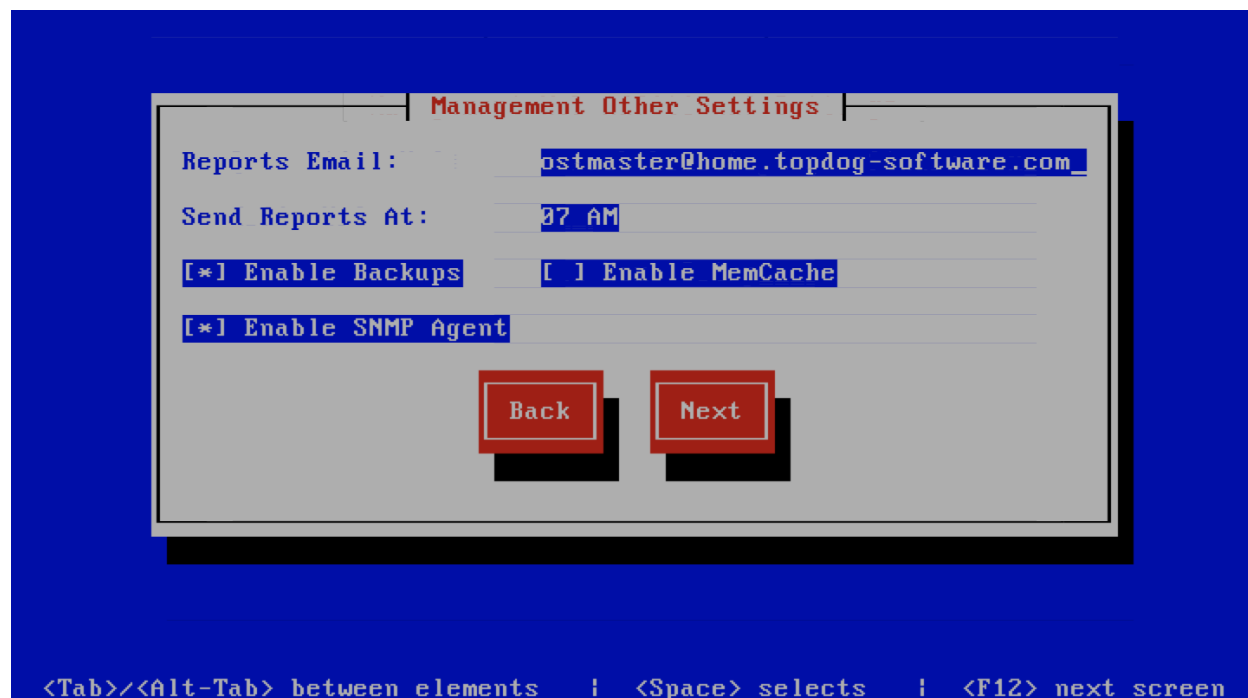 Management Other Settings
Reports Email: ostmaster@home.topdog-software.com_
Send Reports At: 07 AM
[*] Enable Backups [ ] Enable MemCache
[*] Enable SNMP Agent
Back Next
<Tab>/<Alt-Tab> between elements | <Space> selects | <F12> next screen